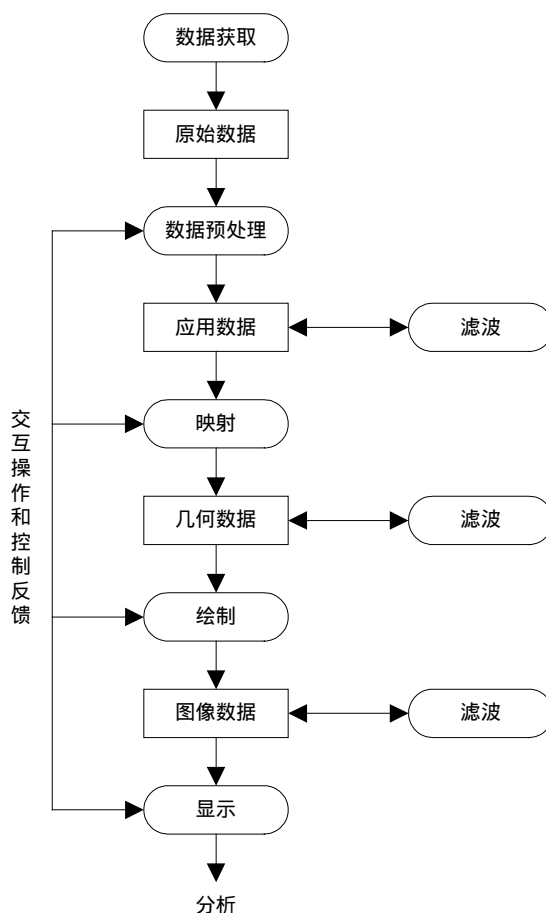 数据获取
原始数据
数据预处理
应用数据
滤波
映射
几何数据
滤波
绘制
图像数据
滤波
显示
分析
交互操作和控制反馈